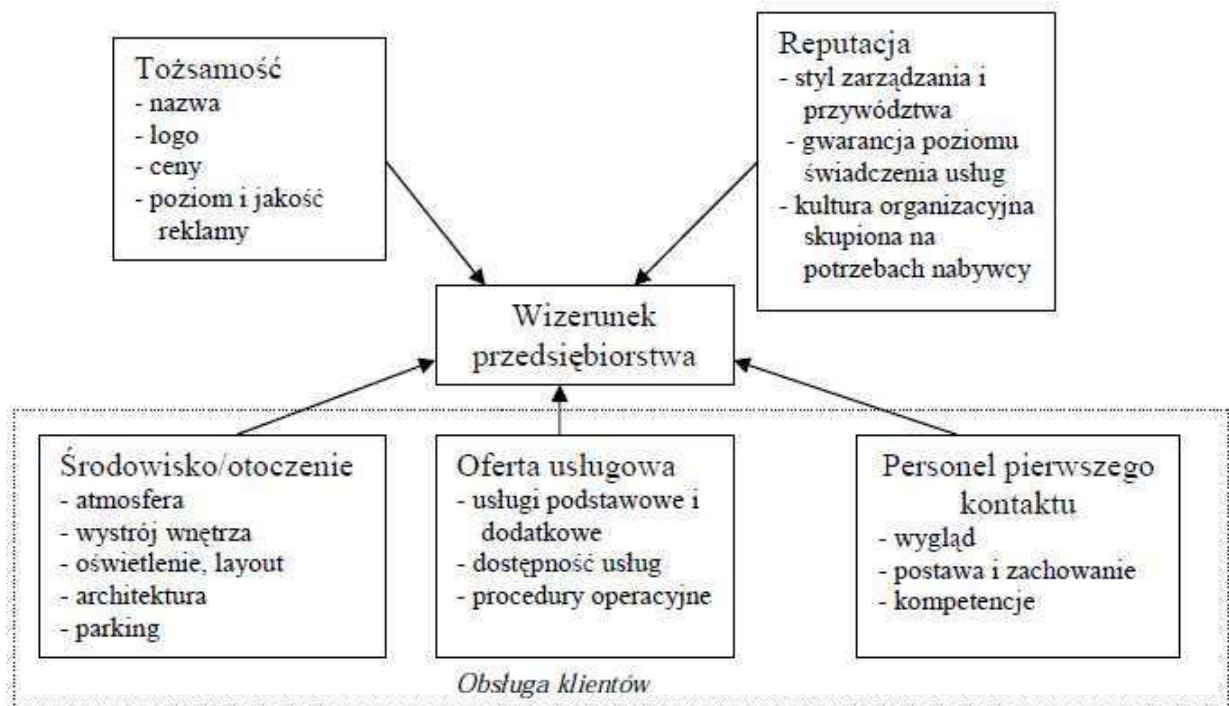 Tożsamość
- nazwa
- logo
- ceny
- poziom i jakość
reklamy
Reputacja
- styl zarządzania i
przywództwa
- gwarancja poziomu
świadczenia usług
- kultura organizacyjna
skupiona na
potrzebach nabywcy
Wizerunek
przedsiębiorstwa
Środowisko/otoczenie
- atmosfera
- wystrój wnętrza
- oświetlenie, layout
- architektura
- parking
Oferta usługowa
- usługi podstawowe i
dodatkowe
- dostępność usług
- procedury operacyjne
Personel pierwszego
kontaktu
- wygląd
- postawa i zachowanie
- kompetencje
Obsługa klientów